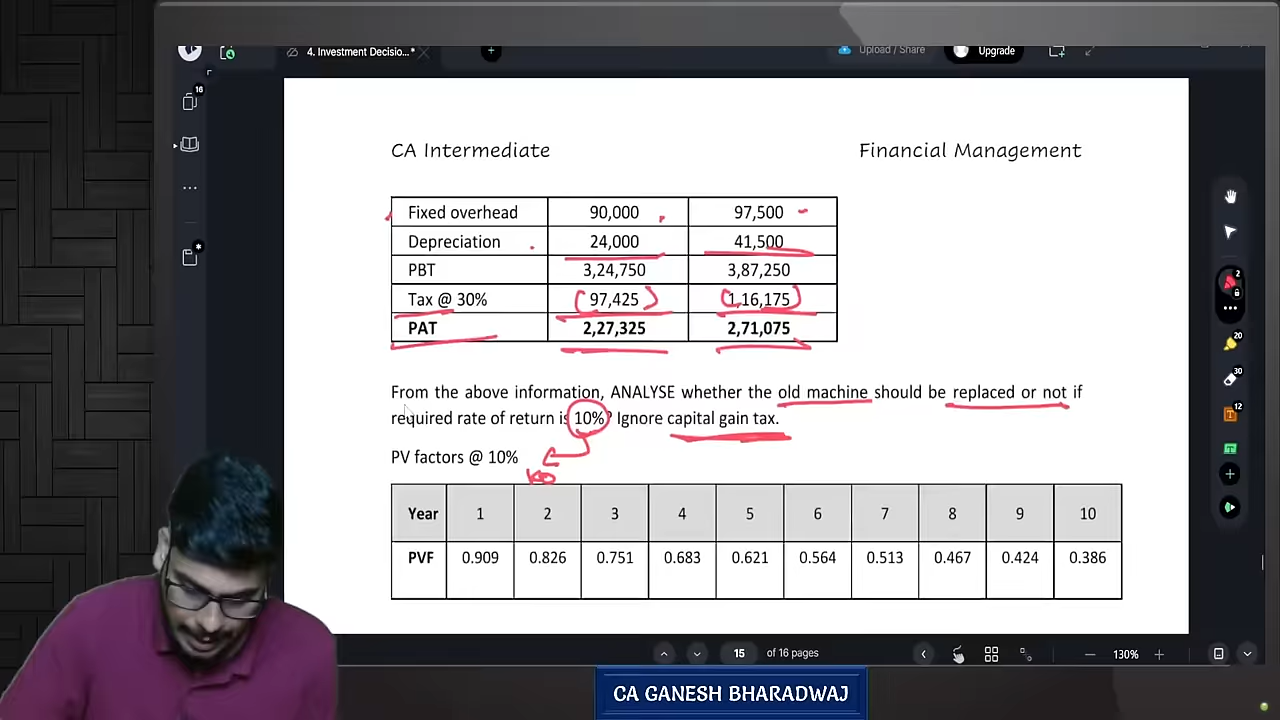 4. Investment Decisio...*
Upload / Share
Upgrade
16
CA Intermediate
Financial Management
Fixed overhead 90,000 97,500
Depreciation 24,000 41,500
PBT 3,24,750 3,87,250
Tax @ 30% 97,425 1,16,175
PAT 2,27,325 2,71,075
From the above information, ANALYSE whether the old machine should be replaced or not if
required rate of return is 10%? Ignore capital gain tax.
PV factors @ 10%
Year 1 2 3 4 5 6 7 8 9 10
PVF 0.909 0.826 0.751 0.683 0.621 0.564 0.513 0.467 0.424 0.386
2
20
30
12
15 of 16 pages
130%
CA GANESH BHARADWAJ